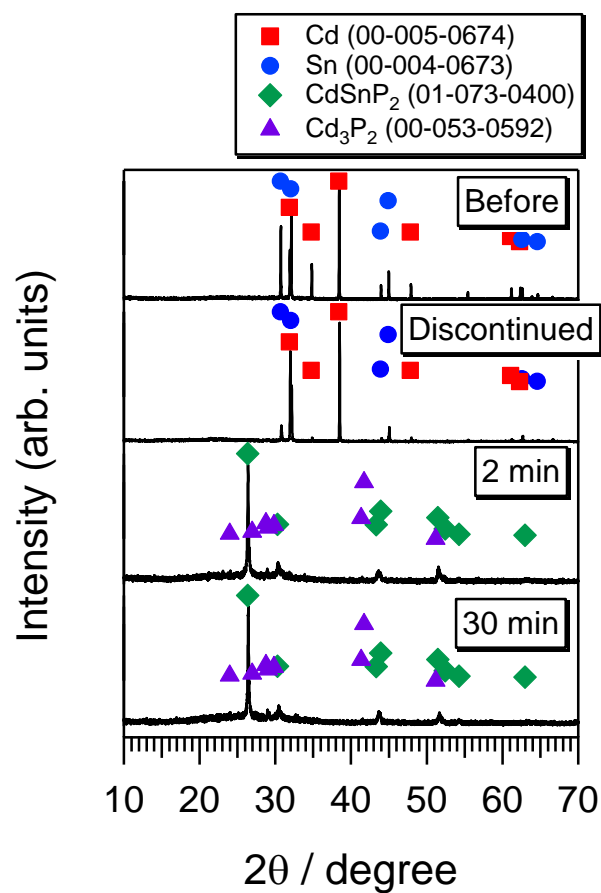 Cd (00-005-0674)
Sn (00-004-0673)
CdSnP₂ (01-073-0400)
Cd₃P₂ (00-053-0592)
Before
Discontinued
2 min
30 min
Intensity (arb. units)
10 20 30 40 50 60 70
2θ / degree